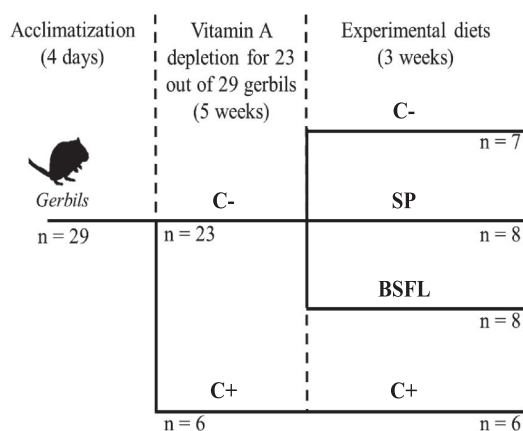 Acclimatization
(4 days)
Vitamin A
depletion for 23
out of 29 gerbils
(5 weeks)
Experimental diets
(3 weeks)
C-
n = 7
Gerbils
C-
SP
n = 29
n = 23
n = 8
BSFL
n = 8
C+
C+
n = 6
n = 6